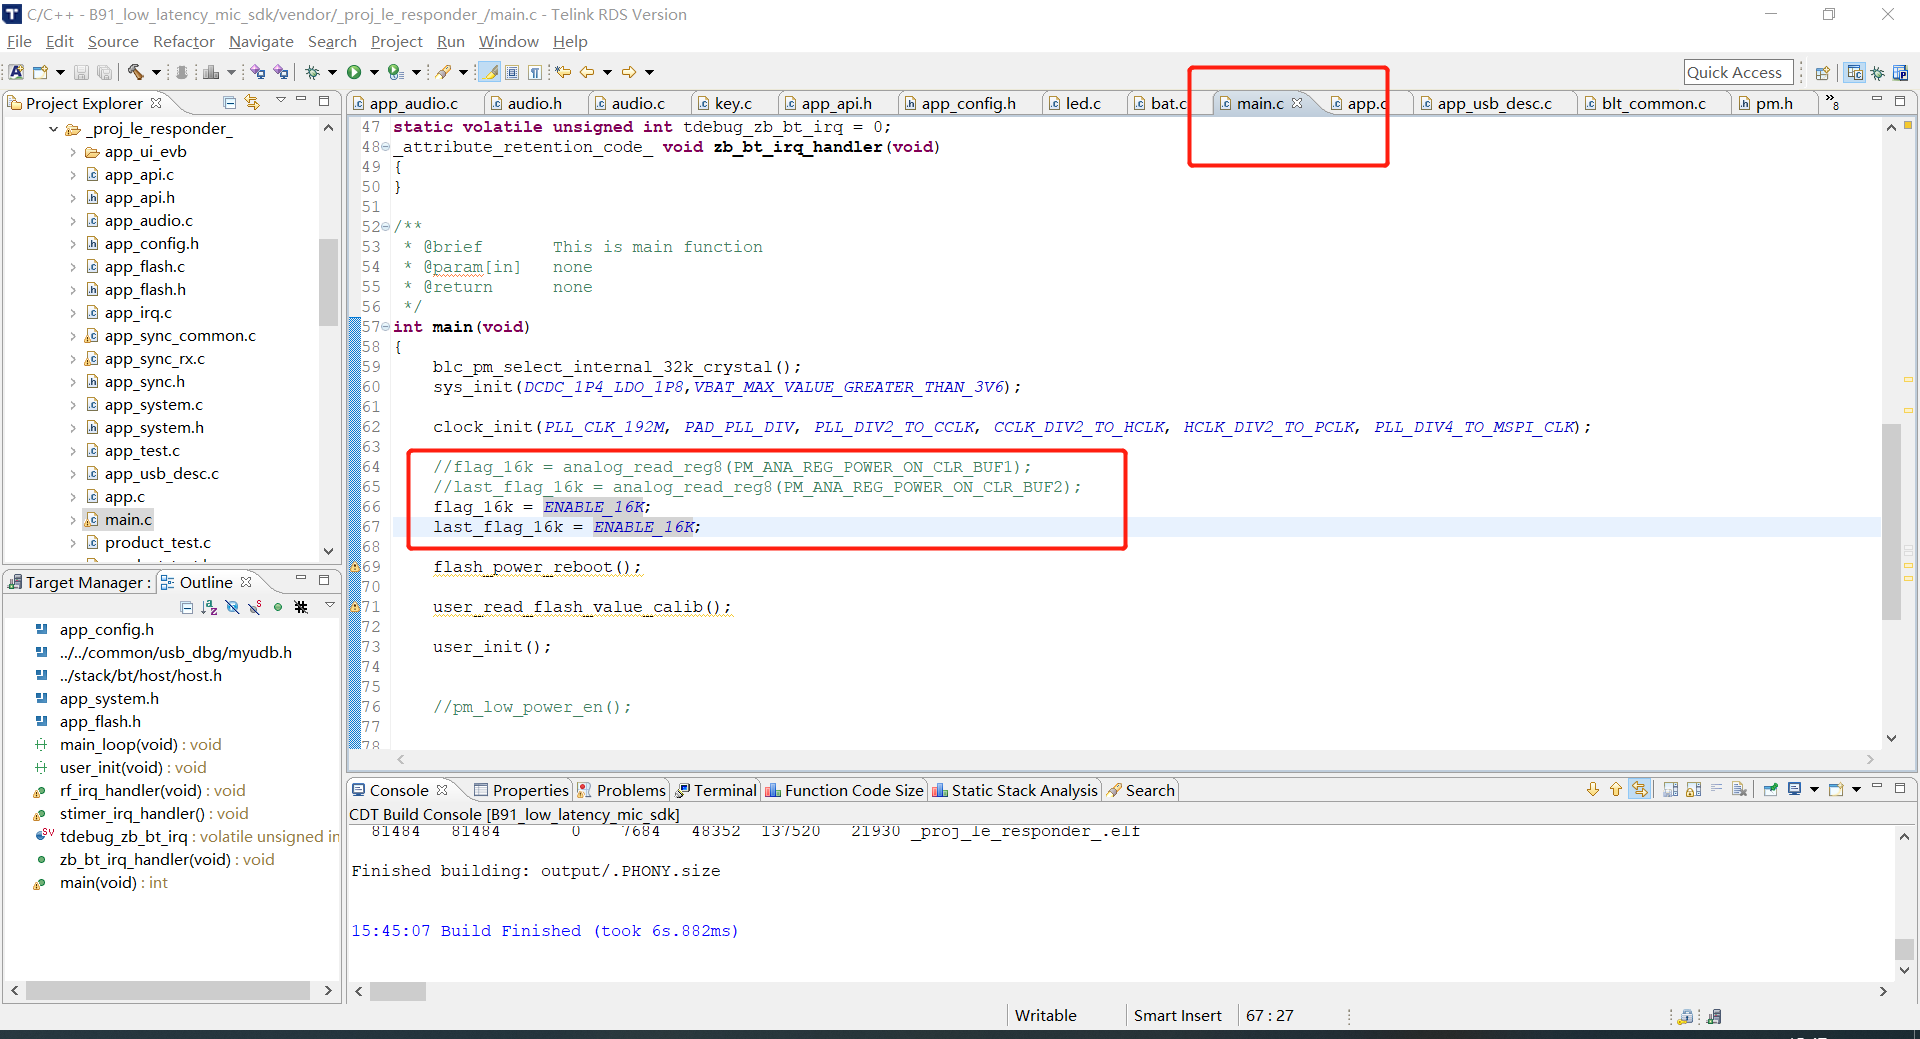 C/C++ - B91_low_latency_mic_sdk/vendor/_proj_le_responder_/main.c - Telink RDS Version
File Edit Source Refactor Navigate Search Project Run Window Help
Quick Access
Project Explorer
_proj_le_responder_
app_ui_evb
app_api.c
app_api.h
app_audio.c
app_config.h
app_flash.c
app_flash.h
app_irq.c
app_sync_common.c
app_sync_rx.c
app_sync.h
app_system.c
app_system.h
app_test.c
app_usb_desc.c
app.c
main.c
product_test.c
Target Manager : Outline
app_config.h
../../common/usb_dbg/myudb.h
../stack/bt/host/host.h
app_system.h
app_flash.h
main_loop(void) : void
user_init(void) : void
rf_irq_handler(void) : void
stimer_irq_handler() : void
tdebug_zb_bt_irq : volatile unsigned in
zb_bt_irq_handler(void) : void
main(void) : int
app_audio.c audio.h audio.c key.c app_api.h app_config.h led.c bat.c main.c app.c app_usb_desc.c blt_common.c pm.h »8
47 static volatile unsigned int tdebug_zb_bt_irq = 0;
48 _attribute_retention_code_ void zb_bt_irq_handler(void)
49 {
50 }
51
52 /**
53 * @brief This is main function
54 * @param[in] none
55 * @return none
56 */
57 int main(void)
58 {
59 blc_pm_select_internal_32k_crystal();
60 sys_init(DCDC_1P4_LDO_1P8,VBAT_MAX_VALUE_GREATER_THAN_3V6);
61
62 clock_init(PLL_CLK_192M, PAD_PLL_DIV, PLL_DIV2_TO_CCLK, CCLK_DIV2_TO_HCLK, HCLK_DIV2_TO_PCLK, PLL_DIV4_TO_MSPI_CLK);
63
64 //flag_16k = analog_read_reg8(PM_ANA_REG_POWER_ON_CLR_BUF1);
65 //last_flag_16k = analog_read_reg8(PM_ANA_REG_POWER_ON_CLR_BUF2);
66 flag_16k = ENABLE_16K;
67 last_flag_16k = ENABLE_16K;
68
69 flash_power_reboot();
70
71 user_read_flash_value_calib();
72
73 user_init();
74
75
76 //pm_low_power_en();
77
78
Console Properties Problems Terminal Function Code Size Static Stack Analysis Search
CDT Build Console [B91_low_latency_mic_sdk]
81484 81484 0 7684 48352 137520 21930 _proj_le_responder_.elf
Finished building: output/.PHONY.size
15:45:07 Build Finished (took 6s.882ms)
Writable Smart Insert 67 : 27